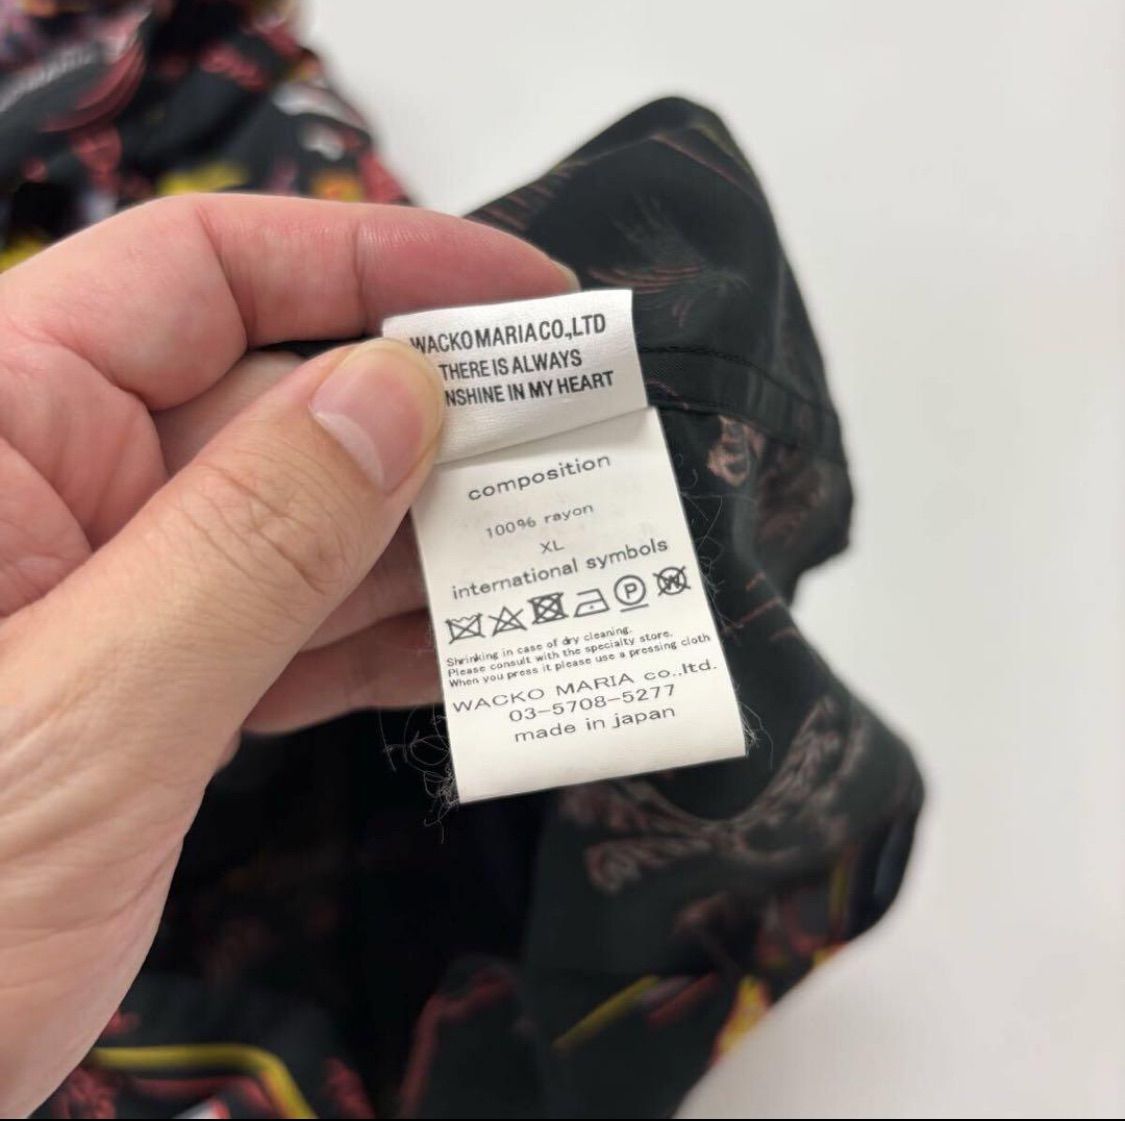 WACKO MARIA CO.,LTD
THERE IS ALWAYS
NSHINE IN MY HEART
composition
100% rayon
XL
international symbols
P
W
Shrinking in case of dry cleaning.
Please consult with the specialty store.
When you press it please use a pressing cloth
WACKO MARIA co.,ltd.
03-5708-5277
made in japan